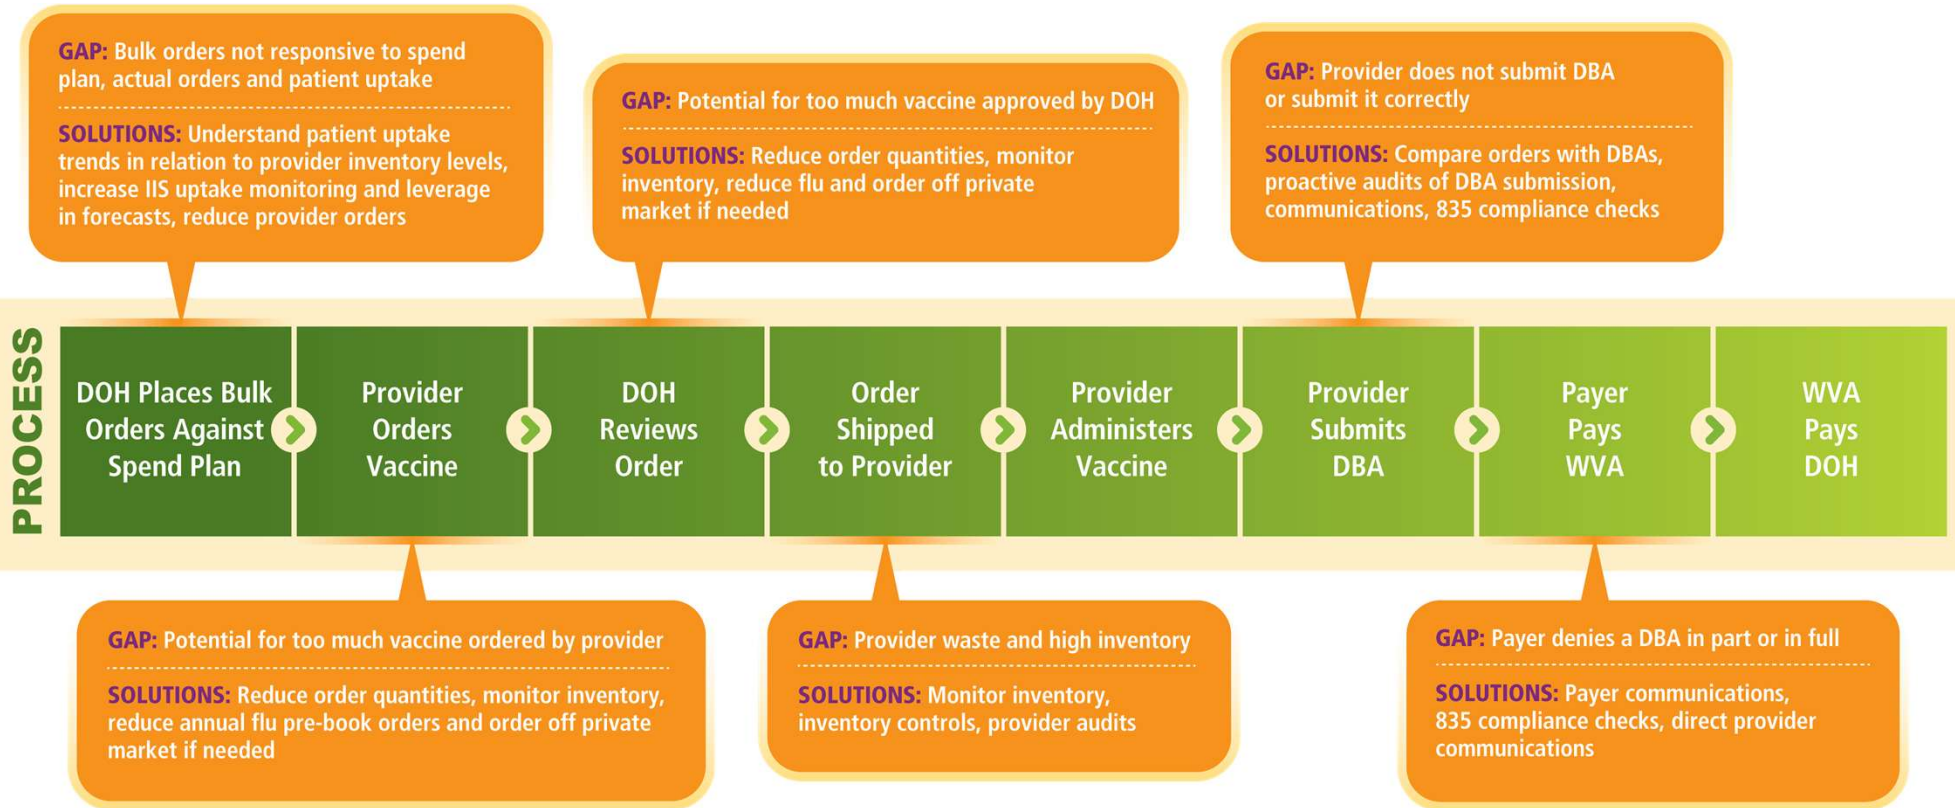 GAP: Bulk orders not responsive to spend
plan, actual orders and patient uptake
SOLUTIONS: Understand patient uptake
trends in relation to provider inventory levels,
increase IIS uptake monitoring and leverage
in forecasts, reduce provider orders
GAP: Potential for too much vaccine approved by DOH
SOLUTIONS: Reduce order quantities, monitor
inventory, reduce flu and order off private
market if needed
GAP: Provider does not submit DBA
or submit it correctly
SOLUTIONS: Compare orders with DBAs,
proactive audits of DBA submission,
communications, 835 compliance checks
PROCESS
DOH Places Bulk
Orders Against
Spend Plan
Provider
Orders
Vaccine
DOH
Reviews
Order
Order
Shipped
to Provider
Provider
Administers
Vaccine
Provider
Submits
DBA
Payer
Pays
WVA
WVA
Pays
DOH
GAP: Potential for too much vaccine ordered by provider
SOLUTIONS: Reduce order quantities, monitor inventory,
reduce annual flu pre-book orders and order off private
market if needed
GAP: Provider waste and high inventory
SOLUTIONS: Monitor inventory,
inventory controls, provider audits
GAP: Payer denies a DBA in part or in full
SOLUTIONS: Payer communications,
835 compliance checks, direct provider
communications